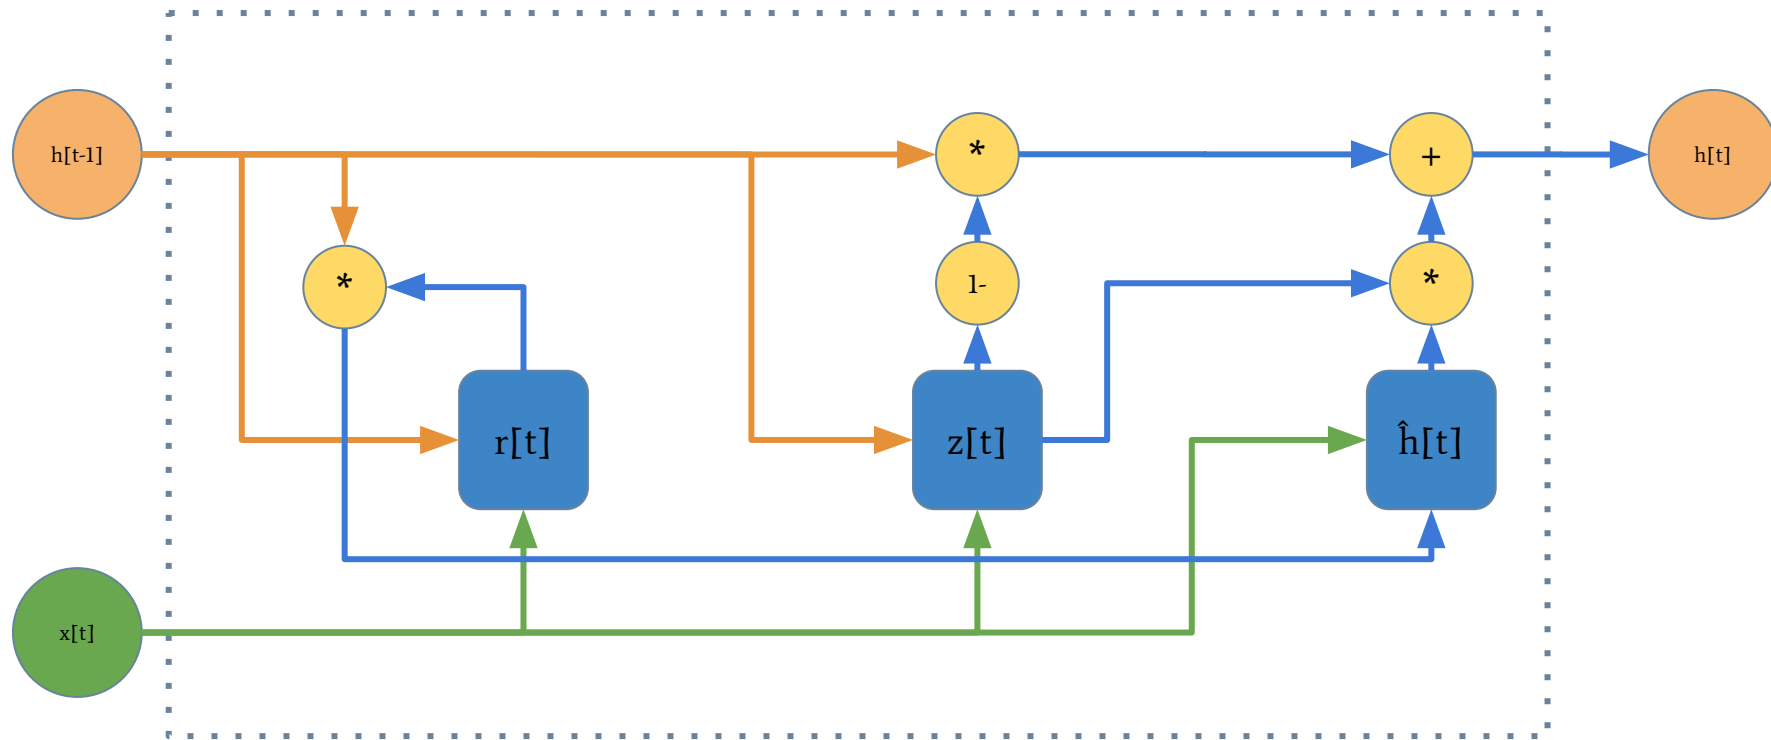 h[t-1]
*
+
h[t]
*
1-
*
r[t]
z[t]
ĥ[t]
x[t]